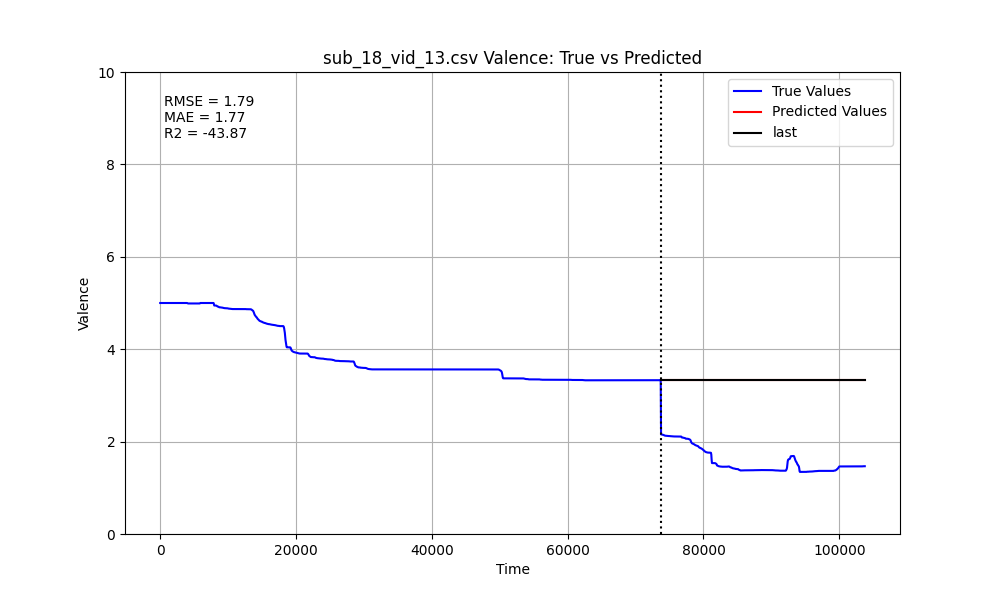 sub_18_vid_13.csv Valence: True vs Predicted
10
8
6
4
2
0
Valence
RMSE = 1.79
MAE = 1.77
R2 = -43.87
True Values
Predicted Values
last
0 20000 40000 60000 80000 100000
Time